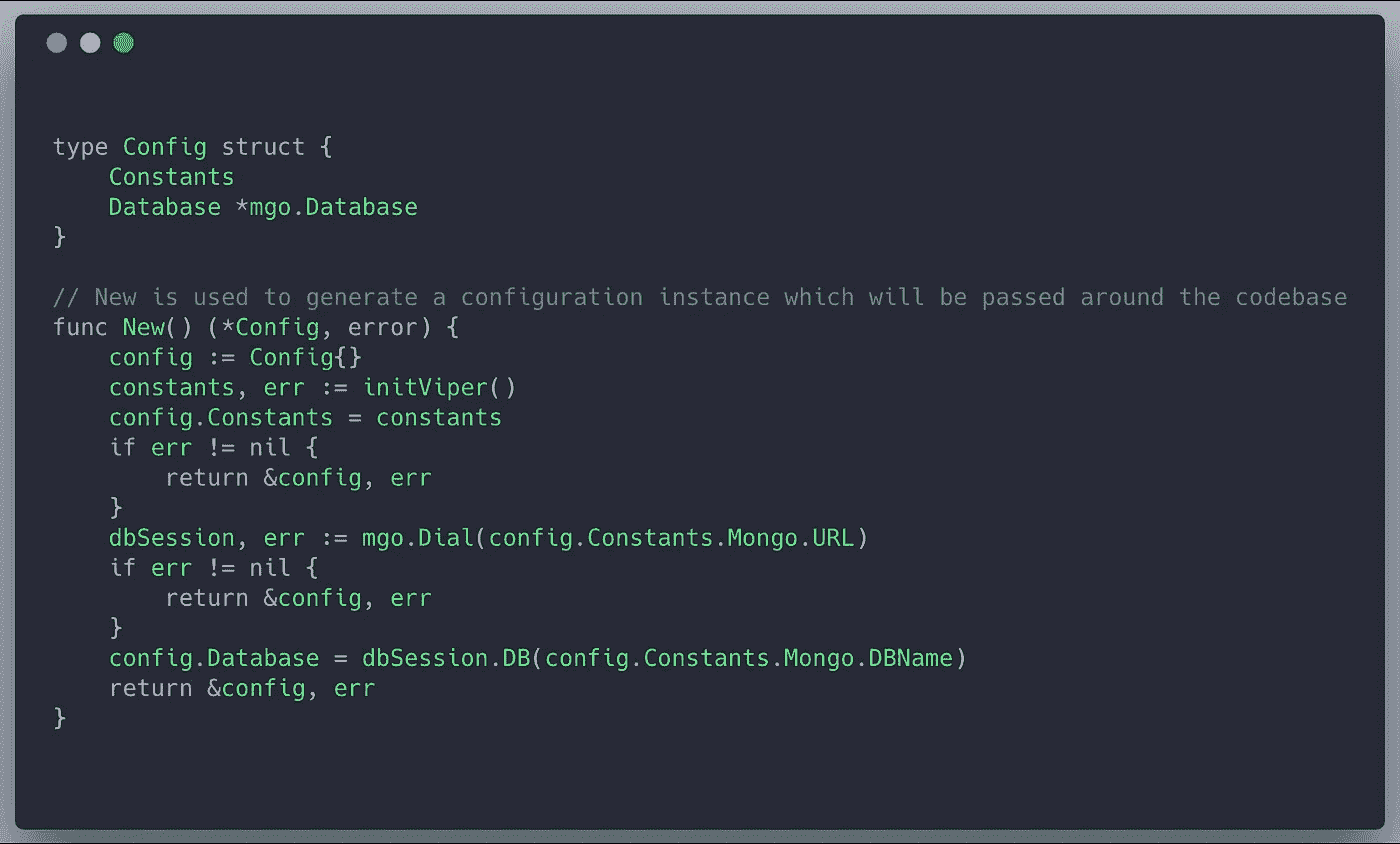 type Config struct {
    Constants
    Database *mgo.Database
}

// New is used to generate a configuration instance which will be passed around the codebase
func New() (*Config, error) {
    config := Config{}
    constants, err := initViper()
    config.Constants = constants
    if err != nil {
        return &config, err
    }
    dbSession, err := mgo.Dial(config.Constants.Mongo.URL)
    if err != nil {
        return &config, err
    }
    config.Database = dbSession.DB(config.Constants.Mongo.DBName)
    return &config, err
}